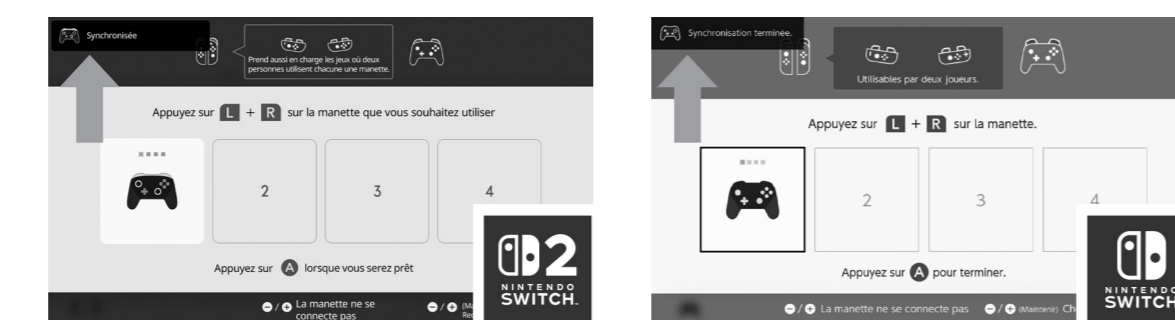 Synchronisée
Prend aussi en charge les jeux où deux
personnes utilisent chacune une manette.
Appuyez sur L + R sur la manette que vous souhaitez utiliser
2
3
4
Appuyez sur A lorsque vous serez prêt
La manette ne se
connecte pas
2
NINTENDO
SWITCH
Synchronisation terminée.
Utilisables par deux joueurs.
Appuyez sur L + R sur la manette.
2
3
4
Appuyez sur A pour terminer.
La manette ne se connecte pas
(Maintenir)
NINTENDO
SWITCH